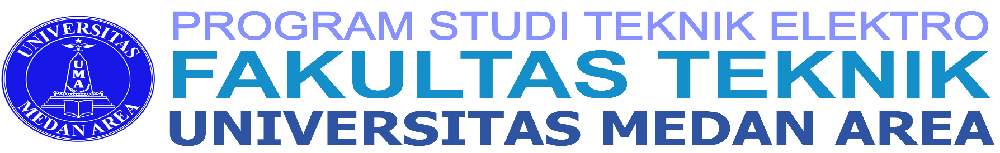 UNIVERSITAS
UMA
MEDAN AREA
PROGRAM STUDI TEKNIK ELEKTRO
FAKULTAS TEKNIK
UNIVERSITAS MEDAN AREA